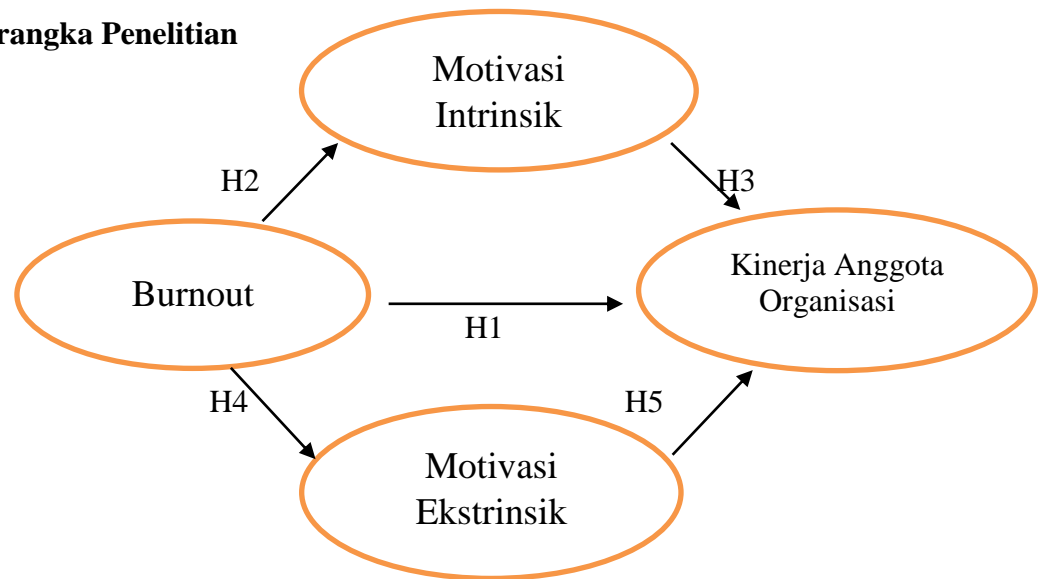 rangka Penelitian
Motivasi
Intrinsik
H2
H3
Burnout
Kinerja Anggota
Organisasi
H1
H4
H5
Motivasi
Ekstrinsik